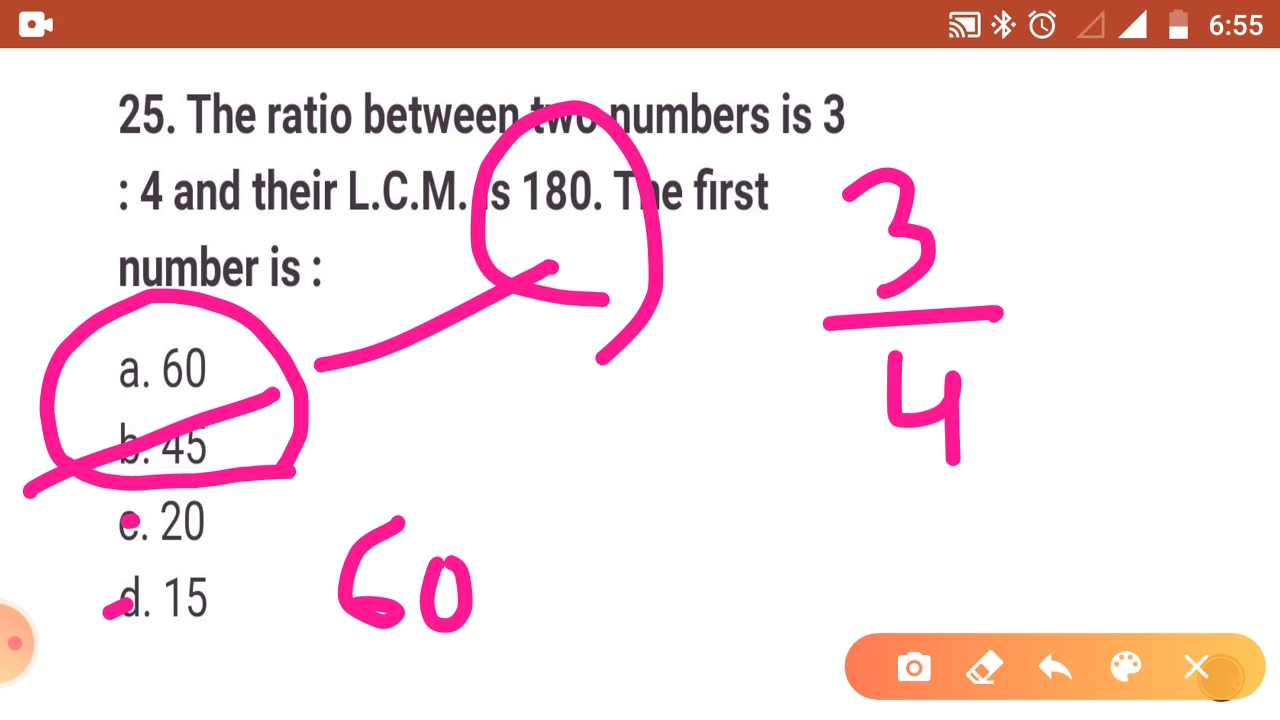 6:55
25. The ratio between two numbers is 3
: 4 and their L.C.M. is 180. The first
number is :
3
4
a. 60
b. 45
c. 20
d. 15
60